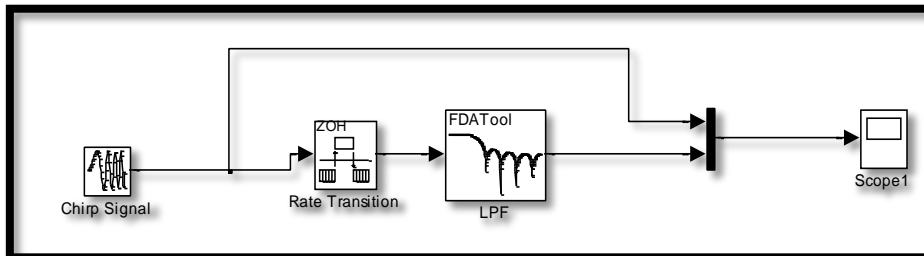 ZOH
FDATool
Chirp Signal
Rate Transition
LPF
Scope1